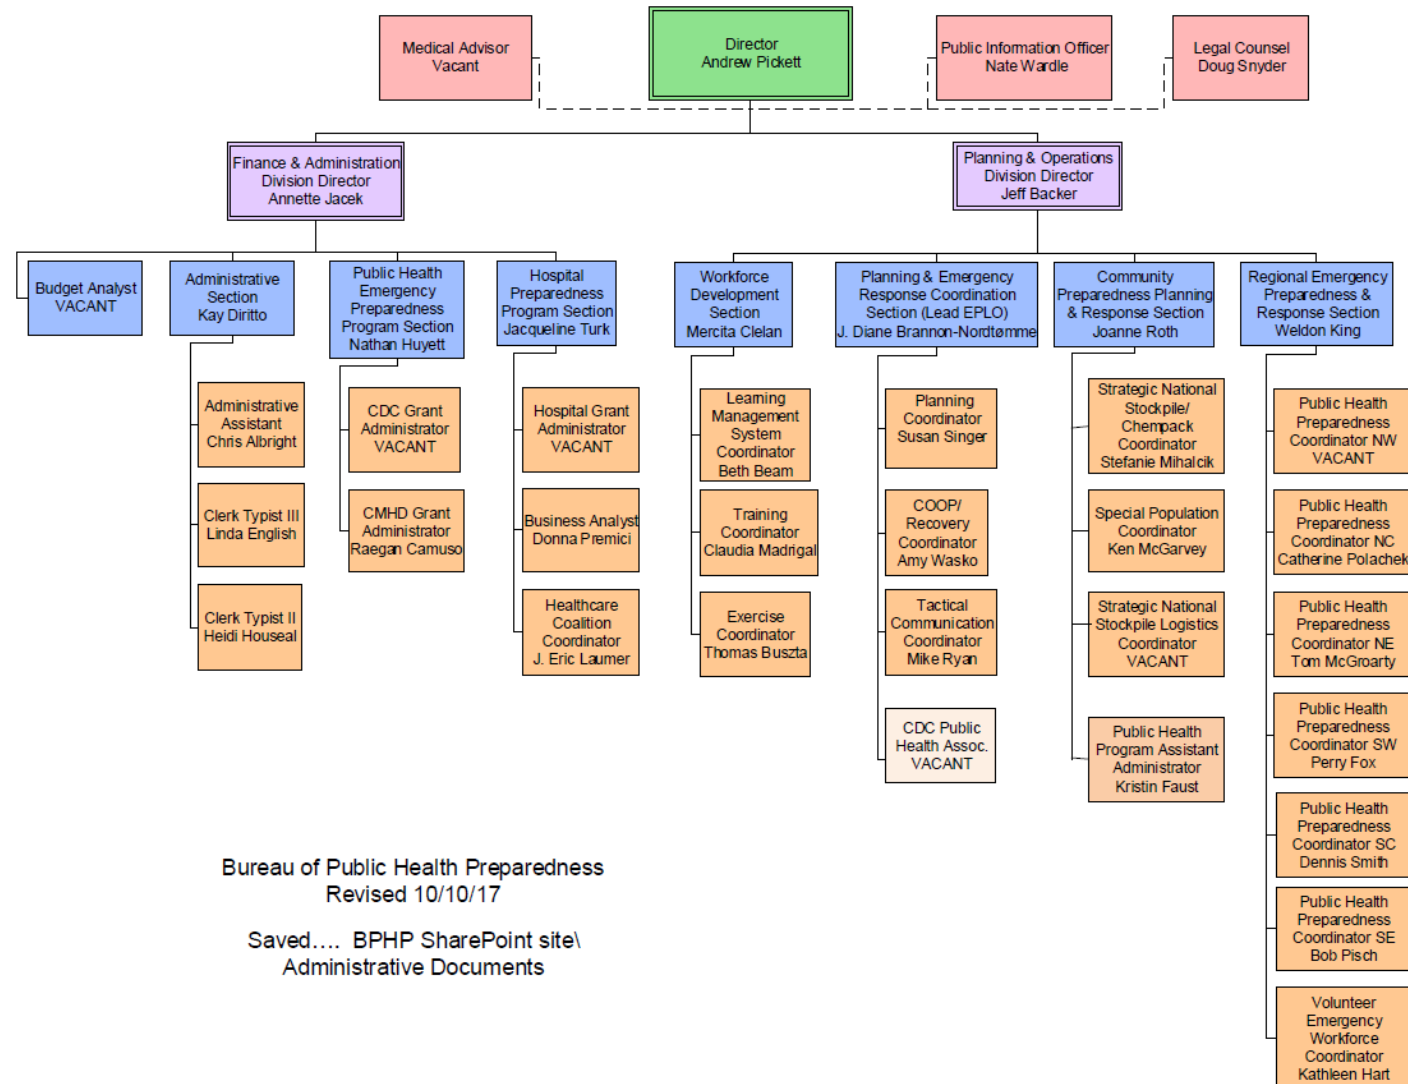 Medical Advisor
Vacant
Director
Andrew Pickett
Public Information Officer
Nate Wardle
Legal Counsel
Doug Snyder
Finance & Administration
Division Director
Annette Jacek
Planning & Operations
Division Director
Jeff Backer
Budget Analyst
VACANT
Administrative
Section
Kay Diritto
Public Health
Emergency
Preparedness
Program Section
Nathan Huyett
Hospital
Preparedness
Program Section
Jacqueline Turk
Workforce
Development
Section
Mercita Clelan
Planning & Emergency
Response Coordination
Section (Lead EPLO)
J. Diane Brannon-Nordtømme
Community
Preparedness Planning
& Response Section
Joanne Roth
Regional Emergency
Preparedness &
Response Section
Weldon King
Administrative
Assistant
Chris Albright
Clerk Typist III
Linda English
Clerk Typist II
Heidi Houseal
CDC Grant
Administrator
VACANT
CMHD Grant
Administrator
Raegan Camuso
Hospital Grant
Administrator
VACANT
Business Analyst
Donna Premici
Healthcare
Coalition
Coordinator
J. Eric Laumer
Learning
Management
System
Coordinator
Beth Beam
Training
Coordinator
Claudia Madrigal
Exercise
Coordinator
Thomas Buszta
Planning
Coordinator
Susan Singer
COOP/
Recovery
Coordinator
Amy Wasko
Tactical
Communication
Coordinator
Mike Ryan
CDC Public
Health Assoc.
VACANT
Strategic National
Stockpile/
Chempack
Coordinator
Stefanie Mihalcik
Special Population
Coordinator
Ken McGarvey
Strategic National
Stockpile Logistics
Coordinator
VACANT
Public Health
Program Assistant
Administrator
Kristin Faust
Public Health
Preparedness
Coordinator NW
VACANT
Public Health
Preparedness
Coordinator NC
Catherine Polachek
Public Health
Preparedness
Coordinator NE
Tom McGroarty
Public Health
Preparedness
Coordinator SW
Perry Fox
Public Health
Preparedness
Coordinator SC
Dennis Smith
Public Health
Preparedness
Coordinator SE
Bob Pisch
Volunteer
Emergency
Workforce
Coordinator
Kathleen Hart
Bureau of Public Health Preparedness
Revised 10/10/17
Saved.... BPHP SharePoint site\
Administrative Documents